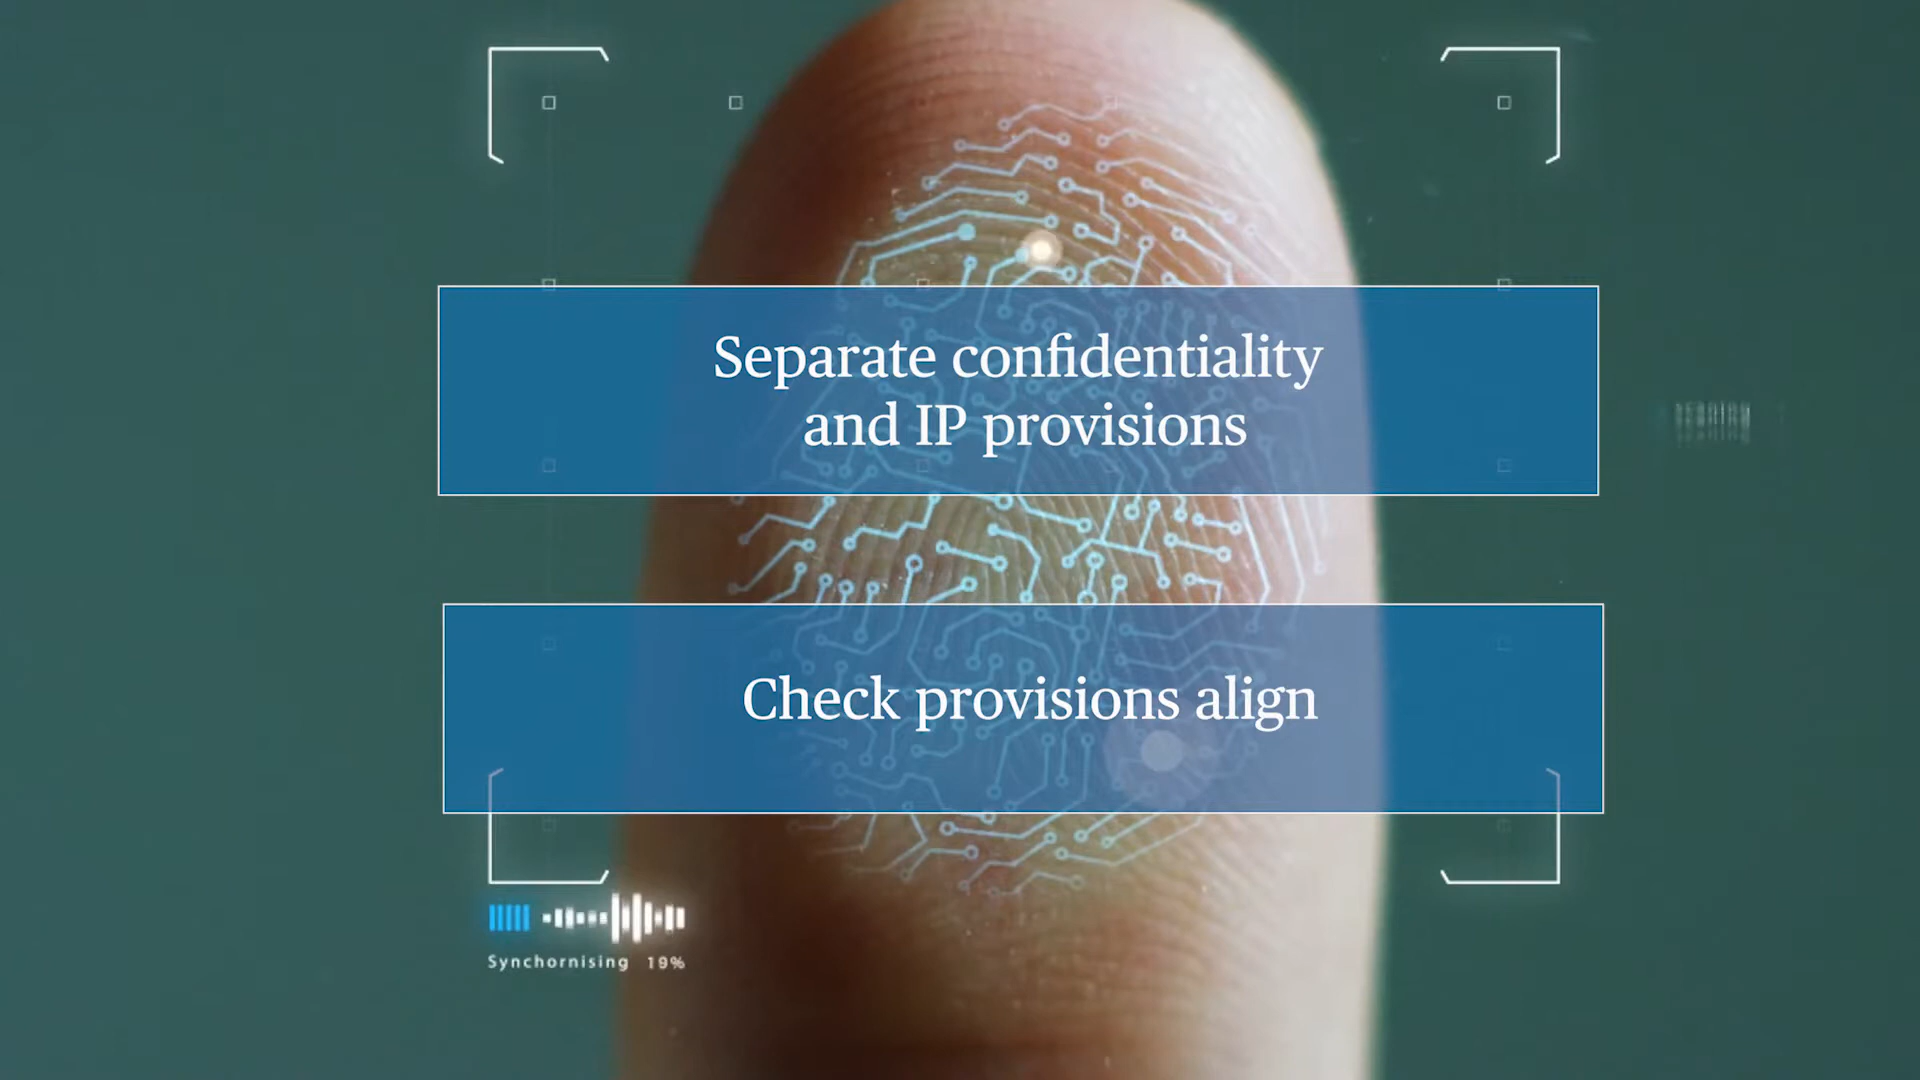 Separate confidentiality
and IP provisions
Check provisions align
Synchornising 19%